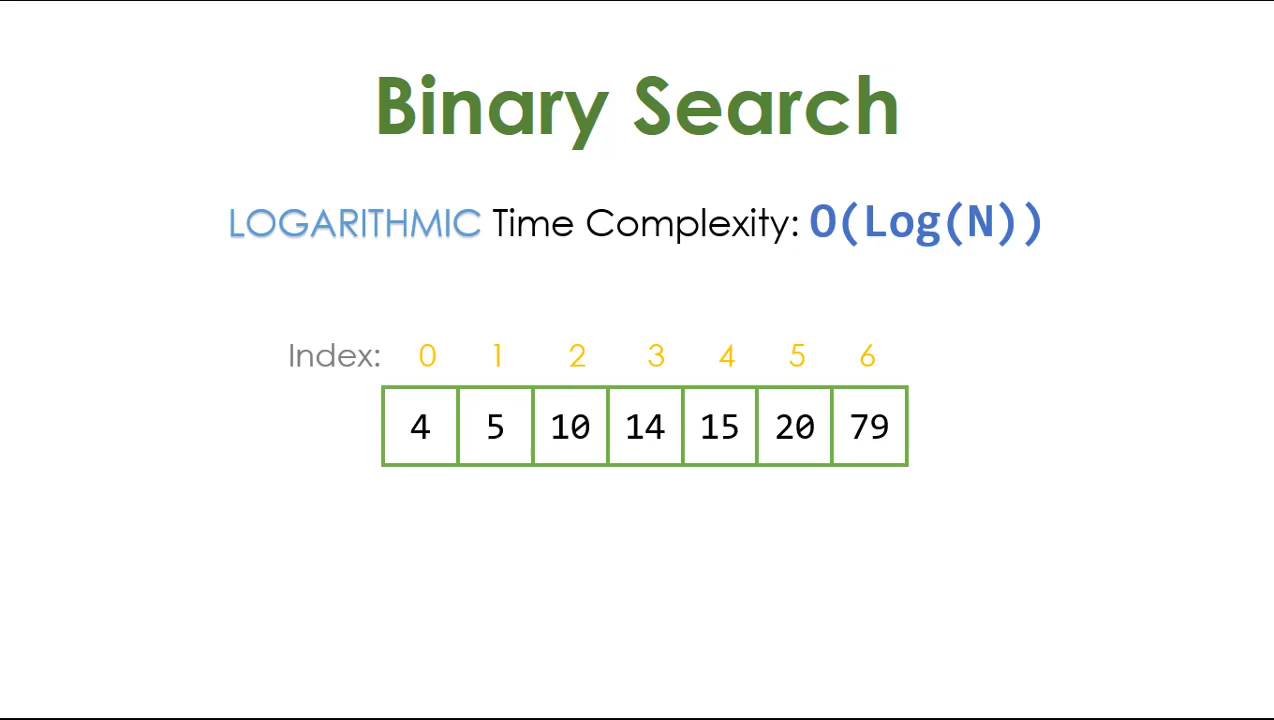 Binary Search
LOGARITHMIC Time Complexity: O(Log(N))
Index: 0 1 2 3 4 5 6
4 5 10 14 15 20 79